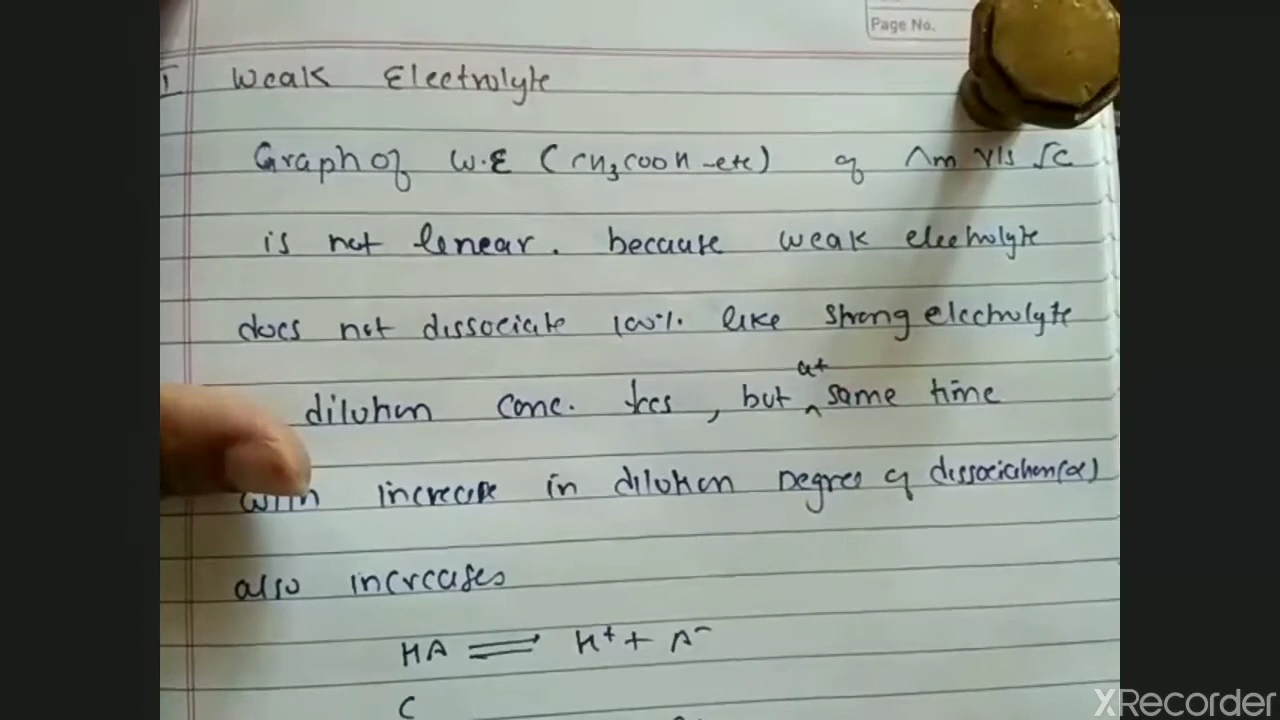 Page No.
I Weak Electrolyte
Graph of W.E (CH3COOH -etc) of Λm V/s √C
is not linear. because weak electrolyte
does not dissociate 100% like strong electrolyte
dilution conc. ↓ces, but at same time
with increase in dilution Degree of dissociation(α)
also increases
HA ⇌ H⁺ + A⁻
C
XRecorder